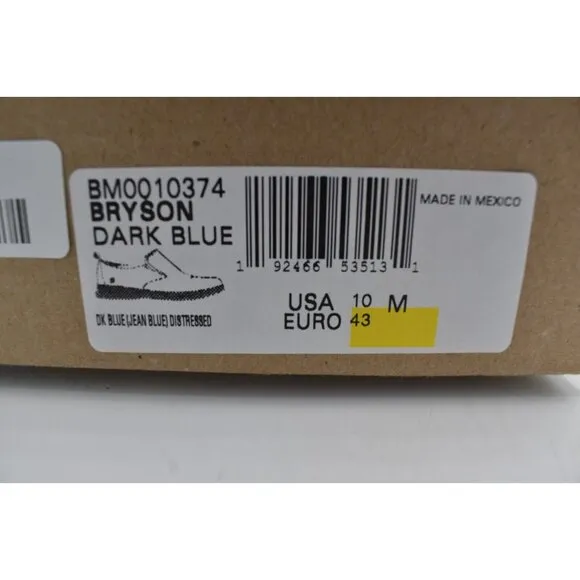 BM0010374
BRYSON
DARK BLUE
1 92466 53513 1
MADE IN MEXICO
USA 10 M
EURO 43
DK BLUE (JEAN BLUE) DISTRESSED